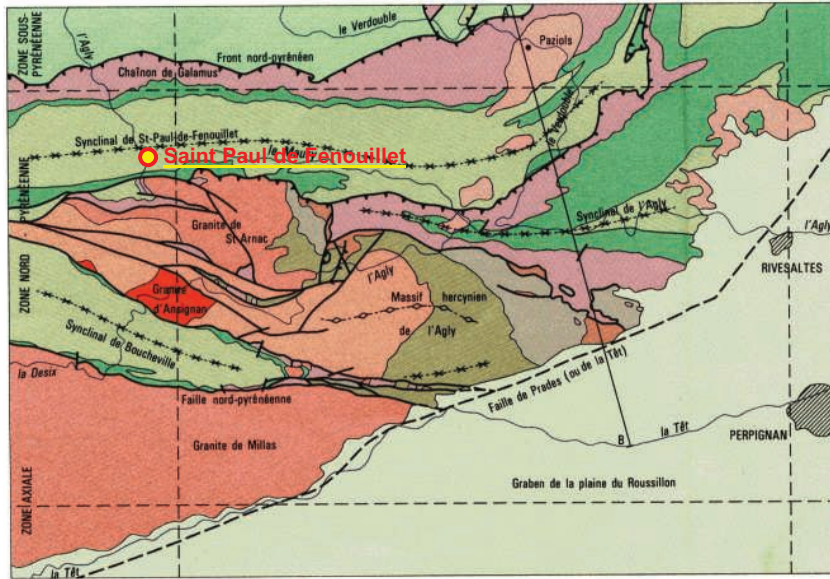 ZONE SOUS-
PYRÉNÉENNE
l'Agly
le Verdouble
A
Front nord-pyrénéen
Paziols
Chaînon de Galamus
Synclinal de St-Paul-de-Fenouillet
le Verdouble
Saint Paul de Fenouillet
ZONE NORD - PYRÉNÉENNE
Granite de
St Arnac
Synclinal de l'Agly
l'Agly
RIVESALTES
l'Agly
Granite
d'Ansignan
Massif hercynien
de l'Agly
Synclinal de Boucheville
la Desix
Faille nord-pyrénéenne
Faille de Prades (ou de la Têt)
Granite de Millas
B
la Têt
PERPIGNAN
Graben de la plaine du Roussillon
ZONE AXIALE
la Têt